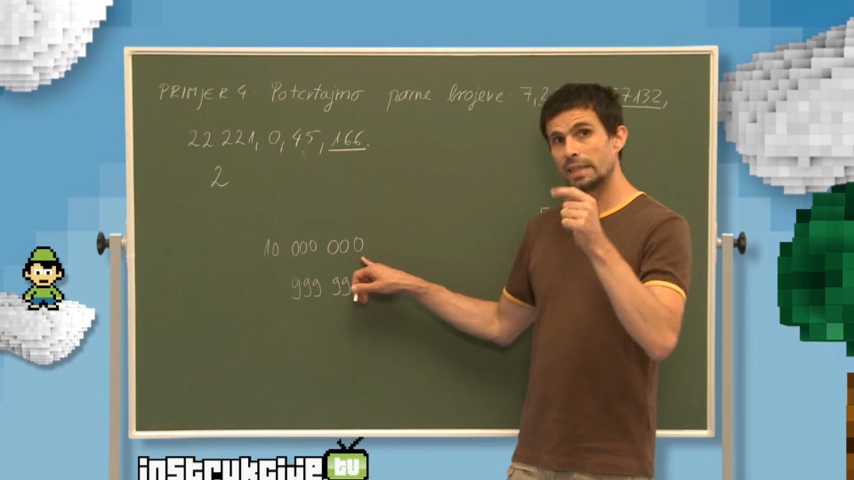 PRIMJER 4. Potcrtajmo parne brojeve: 7, 2 7132,
22 221, 0, 45, 166.
2
10 000 000
999 99
instrukcije.tv